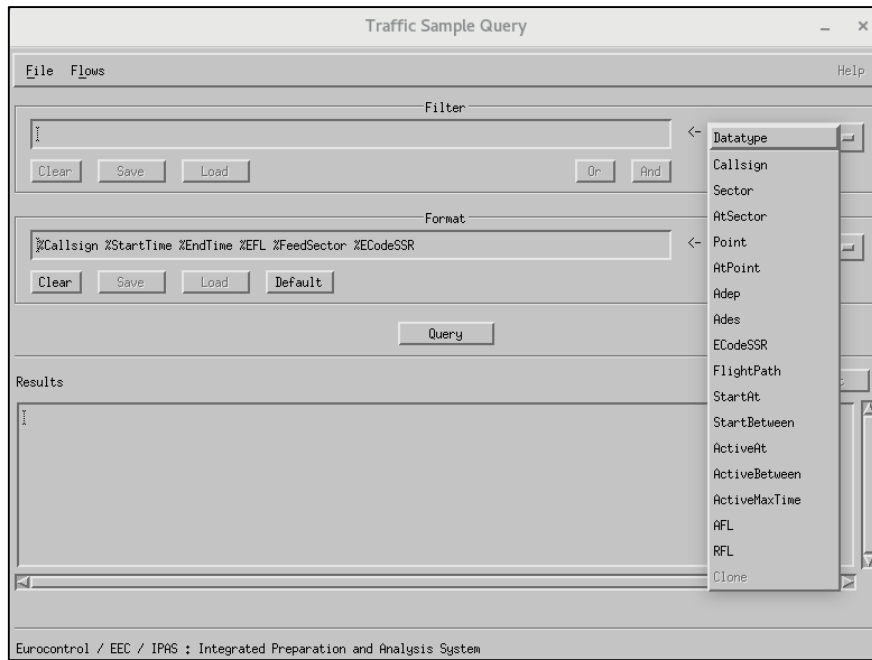 Traffic Sample Query
File Flows Help
Filter
<- Datatype
Clear Save Load Or And
Callsign
Sector
AtSector
Format
%Callsign %StartTime %EndTime %EFL %FeedSector %ECodeSSR <-
Clear Save Load Default
Point
AtPoint
Adep
Ades
ECodeSSR
FlightPath
StartAt
StartBetween
ActiveAt
ActiveBetween
ActiveMaxTime
AFL
RFL
Clone
Query
Results
Eurocontrol / EEC / IPAS : Integrated Preparation and Analysis System